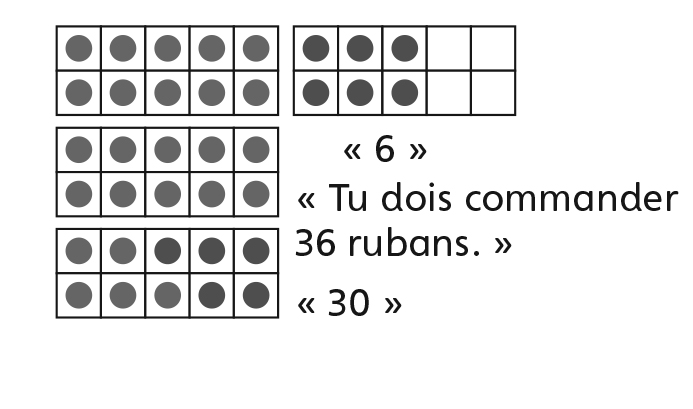 « 6 »
« Tu dois commander
36 rubans. »
« 30 »